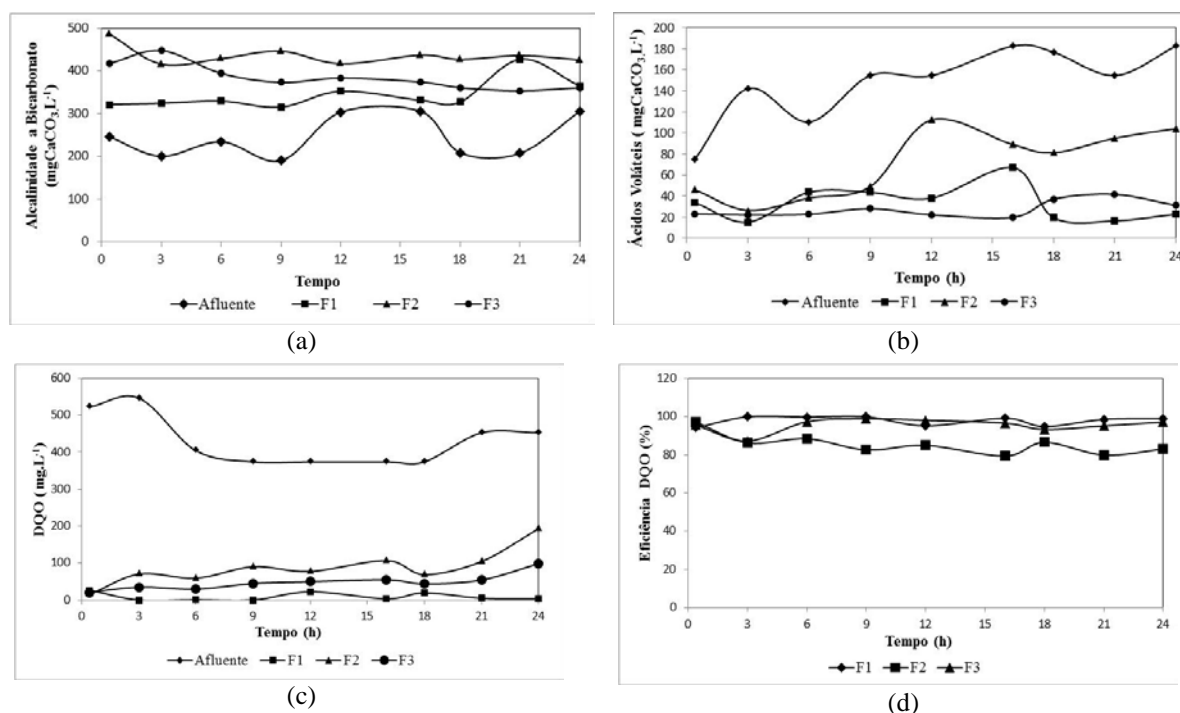 Alcalinidade a Bicarbonato
(mgCaCO3.L-1)
500
400
300
200
100
0
0 3 6 9 12 15 18 21 24
Tempo
Afluente F1 F2 F3
(a)
Ácidos Voláteis ( mgCaCO3.L-1)
200
180
160
140
120
100
80
60
40
20
0
0 3 6 9 12 15 18 21 24
Tempo (h)
Afluente F1 F2 F3
(b)
DQO (mg.L-1)
600
500
400
300
200
100
0
0 3 6 9 12 15 18 21 24
Tempo (h)
Afluente F1 F2 F3
(c)
Eficiência DQO (%)
120
100
80
60
40
20
0
0 3 6 9 12 15 18 21 24
Tempo (h)
F1 F2 F3
(d)